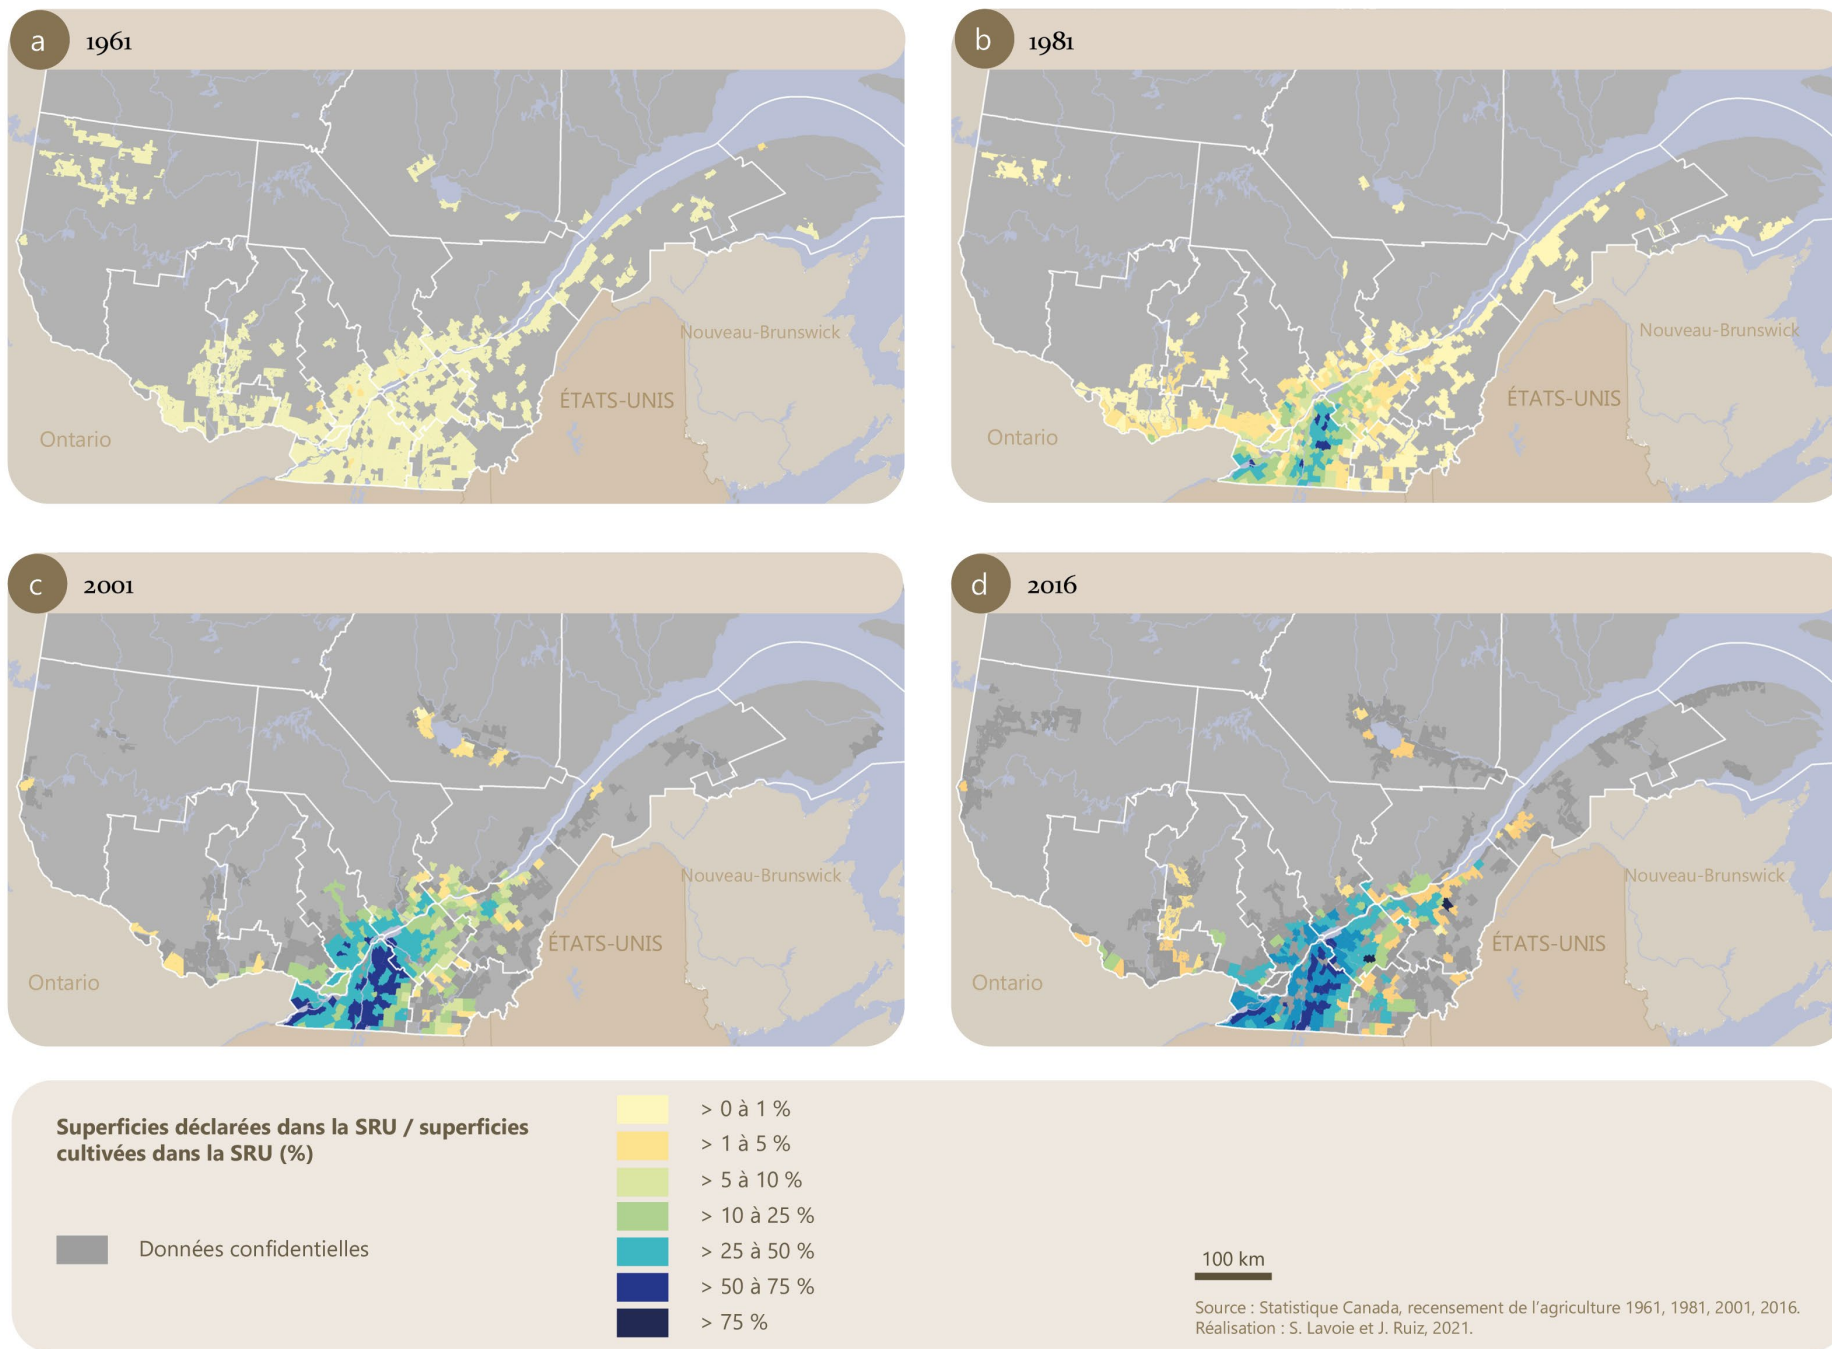 a 1961
b 1981
Ontario
ÉTATS-UNIS
Nouveau-Brunswick
Ontario
ÉTATS-UNIS
Nouveau-Brunswick
c 2001
d 2016
Ontario
ÉTATS-UNIS
Nouveau-Brunswick
Ontario
ÉTATS-UNIS
Nouveau-Brunswick
Superficies déclarées dans la SRU / superficies
cultivées dans la SRU (%)
Données confidentielles
> 0 à 1 %
> 1 à 5 %
> 5 à 10 %
> 10 à 25 %
> 25 à 50 %
> 50 à 75 %
> 75 %
100 km
Source : Statistique Canada, recensement de l’agriculture 1961, 1981, 2001, 2016.
Réalisation : S. Lavoie et J. Ruiz, 2021.